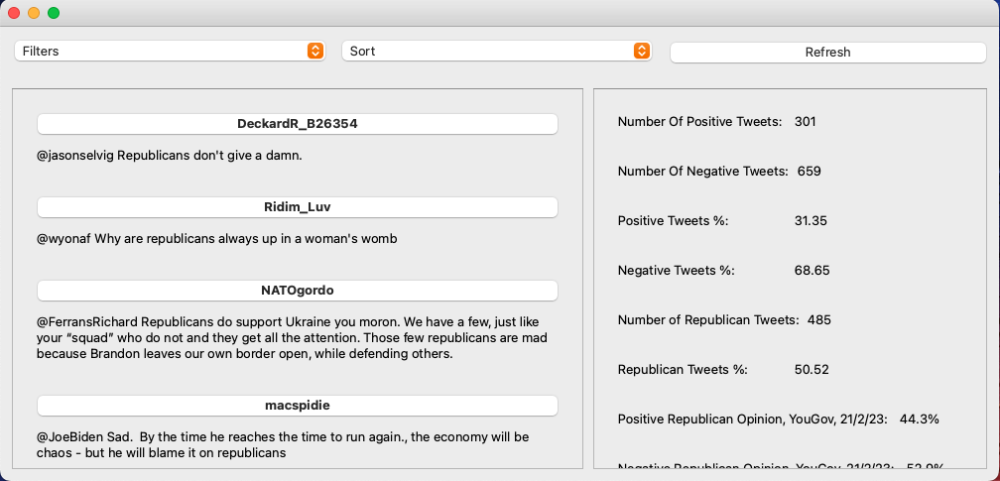 Filters
Sort
Refresh
DeckardR_B26354
@jasonselvig Republicans don't give a damn.
Ridim_Luv
@wyonaf Why are republicans always up in a woman's womb
NATOgordo
@FerransRichard Republicans do support Ukraine you moron. We have a few, just like
your “squad” who do not and they get all the attention. Those few republicans are mad
because Brandon leaves our own border open, while defending others.
macspidie
@JoeBiden Sad.  By the time he reaches the time to run again., the economy will be
chaos - but he will blame it on republicans
Number Of Positive Tweets: 301
Number Of Negative Tweets: 659
Positive Tweets %: 31.35
Negative Tweets %: 68.65
Number of Republican Tweets: 485
Republican Tweets %: 50.52
Positive Republican Opinion, YouGov, 21/2/23: 44.3%
Negative Republican Opinion, YouGov, 21/2/23: 52.9%